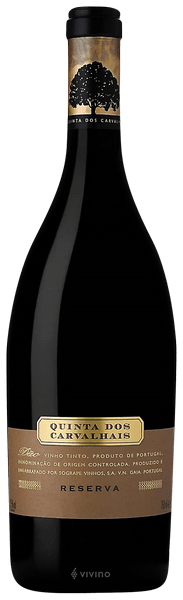 QUINTA DOS CARVALHAIS
QUINTA DOS
CARVALHAIS
Dão VINHO TINTO, PRODUTO DE PORTUGAL,
DENOMINAÇÃO DE ORIGEM CONTROLADA, PRODUZIDO E
ENGARRAFADO POR SOGRAPE VINHOS, S.A. V.N. GAIA, PORTUGAL
RESERVA
vivino